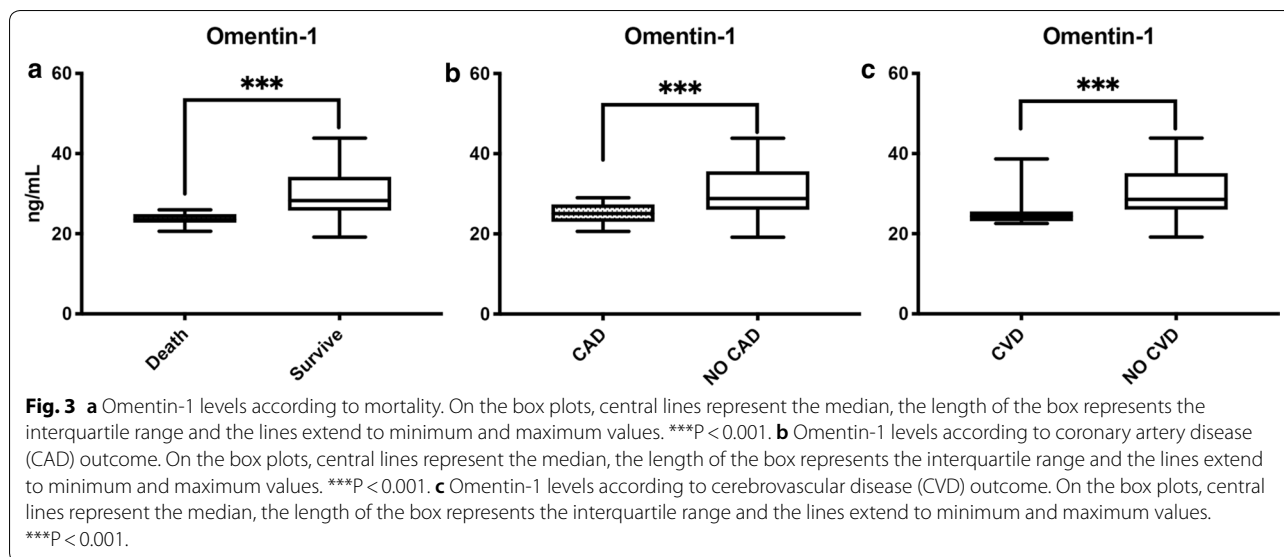 Omentin-1
Omentin-1
Omentin-1
a
b
c
***
***
***
60
40
20
0
ng/mL
60
40
20
0
60
40
20
0
Death
Survive
CAD
NO CAD
CVD
NO CVD
Fig. 3 a Omentin-1 levels according to mortality. On the box plots, central lines represent the median, the length of the box represents the
interquartile range and the lines extend to minimum and maximum values. ***P < 0.001. b Omentin-1 levels according to coronary artery disease
(CAD) outcome. On the box plots, central lines represent the median, the length of the box represents the interquartile range and the lines extend
to minimum and maximum values. ***P < 0.001. c Omentin-1 levels according to cerebrovascular disease (CVD) outcome. On the box plots, central
lines represent the median, the length of the box represents the interquartile range and the lines extend to minimum and maximum values.
***P < 0.001.